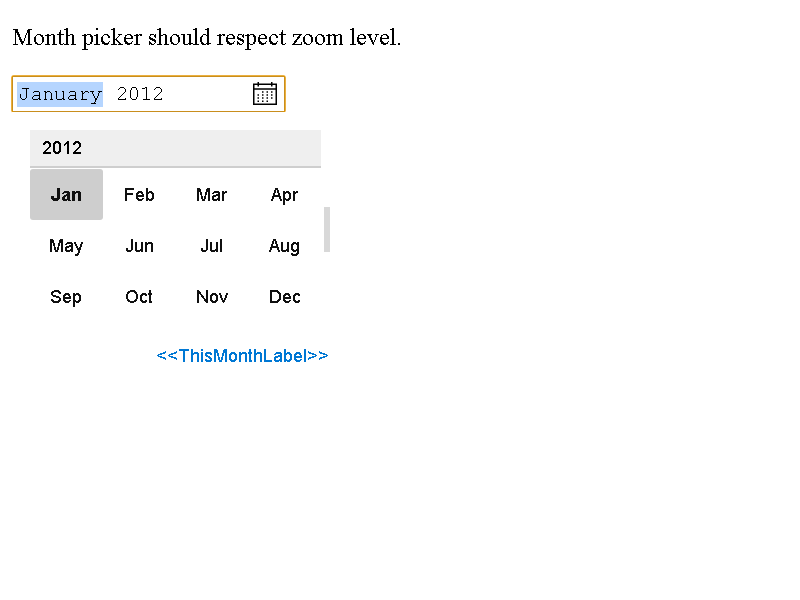 Month picker should respect zoom level.
January 2012
2012
Jan Feb Mar Apr
May Jun Jul Aug
Sep Oct Nov Dec
<<ThisMonthLabel>>